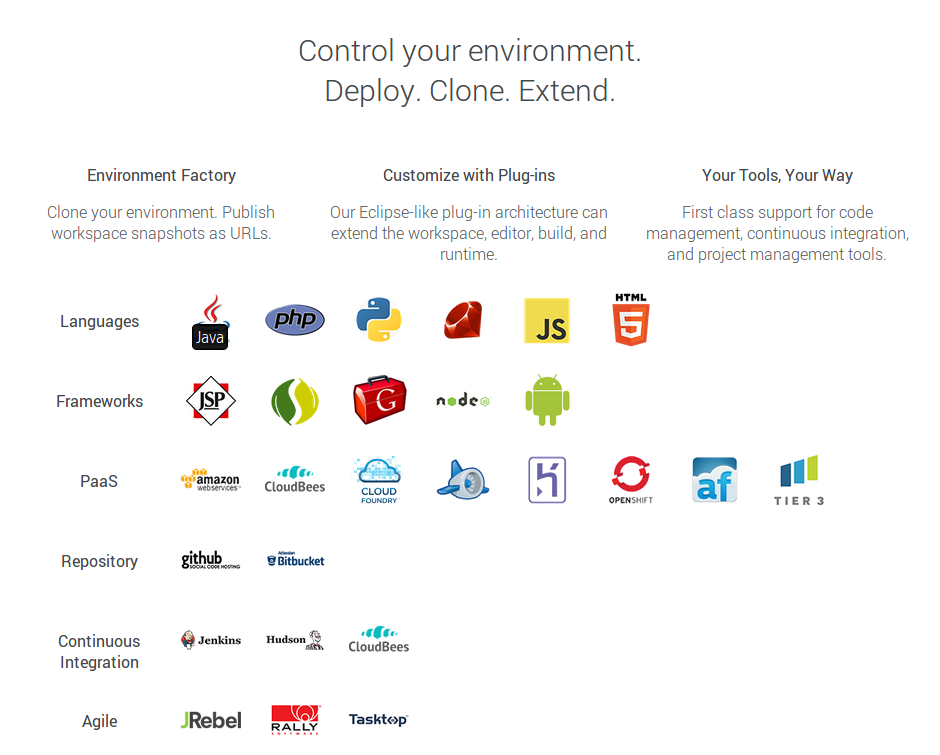 Control your environment.
Deploy. Clone. Extend.
Environment Factory
Clone your environment. Publish
workspace snapshots as URLs.
Customize with Plug-ins
Our Eclipse-like plug-in architecture can
extend the workspace, editor, build, and
runtime.
Your Tools, Your Way
First class support for code
management, continuous integration,
and project management tools.
Languages
Java
php
JS
HTML
5
Frameworks
JSP
G
node
JS
PaaS
amazon
webservices™
CloudBees
CLOUD
FOUNDRY
OPENSHIFT
af
TIER 3
Repository
github
SOCIAL CODE HOSTING
Atlassian
Bitbucket
Continuous
Integration
Jenkins
Hudson
CloudBees
Agile
JRebel
RALLY
SOFTWARE
Tasktop